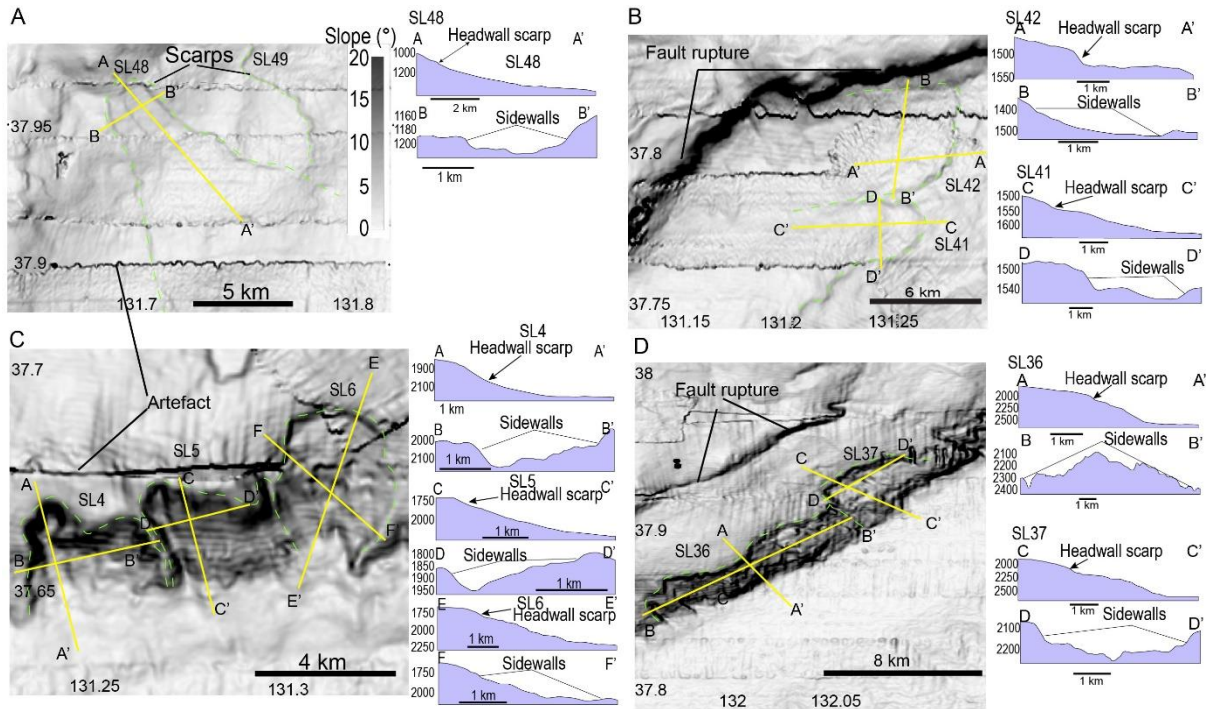 A
SL48
A
Scarps
SL49
Slope (°)
20
15
10
5
0
B'
B
37.95
A'
37.9
131.7
5 km
131.8
SL48
A
Headwall scarp
A'
1000
1200
SL48
2 km
B
B'
1160
1180
1200
Sidewalls
1 km
B
Fault rupture
B
37.8
A'
A
D
B'
SL42
C'
C
SL41
D'
37.75
131.15
131.2
131.25
6 km
SL42
A
Headwall scarp
A'
1500
1550
1 km
B
Sidewalls
B'
1400
1500
1 km
SL41
C
Headwall scarp
C'
1500
1550
1600
1 km
D
D'
Sidewalls
1500
1540
1 km
C
37.7
Artefact
E
SL6
F
SL5
C
A
SL4
D
D'
B
B'
F
37.65
C'
E'
A'
131.25
131.3
4 km
SL4
A
Headwall scarp
A'
1900
2100
1 km
B
Sidewalls
B'
2000
2100
1 km
SL5
C
Headwall scarp
C'
1750
2000
1 km
D
Sidewalls
D'
1800
1850
1900
1950
1 km
SL6
E
Headwall scarp
E'
1750
2000
2250
1 km
F
Sidewalls
F'
1750
2000
1 km
D
38
Fault rupture
SL37
D'
C
D
37.9
A
C'
B'
SL36
C
A'
B
37.8
132
132.05
8 km
SL36
A
Headwall scarp
A'
2000
2500
1 km
B
Sidewalls
B'
2100
2200
2300
2400
1 km
SL37
C
Headwall scarp
C'
2000
2500
1 km
D
Sidewalls
D'
2100
2200
1 km